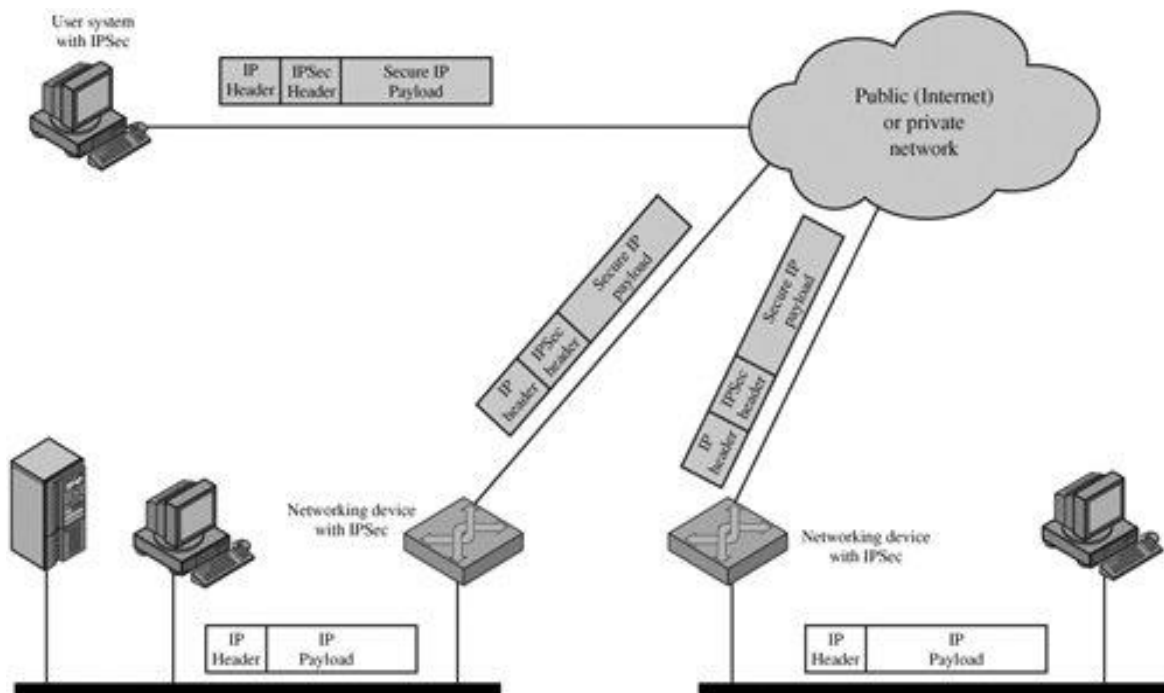 User system
with IPSec
IP
Header
IPSec
Header
Secure IP
Payload
Public (Internet)
or private
network
IP
header
IPSec
header
Secure IP
payload
IP
header
IPSec
header
Secure IP
payload
Networking device
with IPSec
Networking device
with IPSec
IP
Header
IP
Payload
IP
Header
IP
Payload